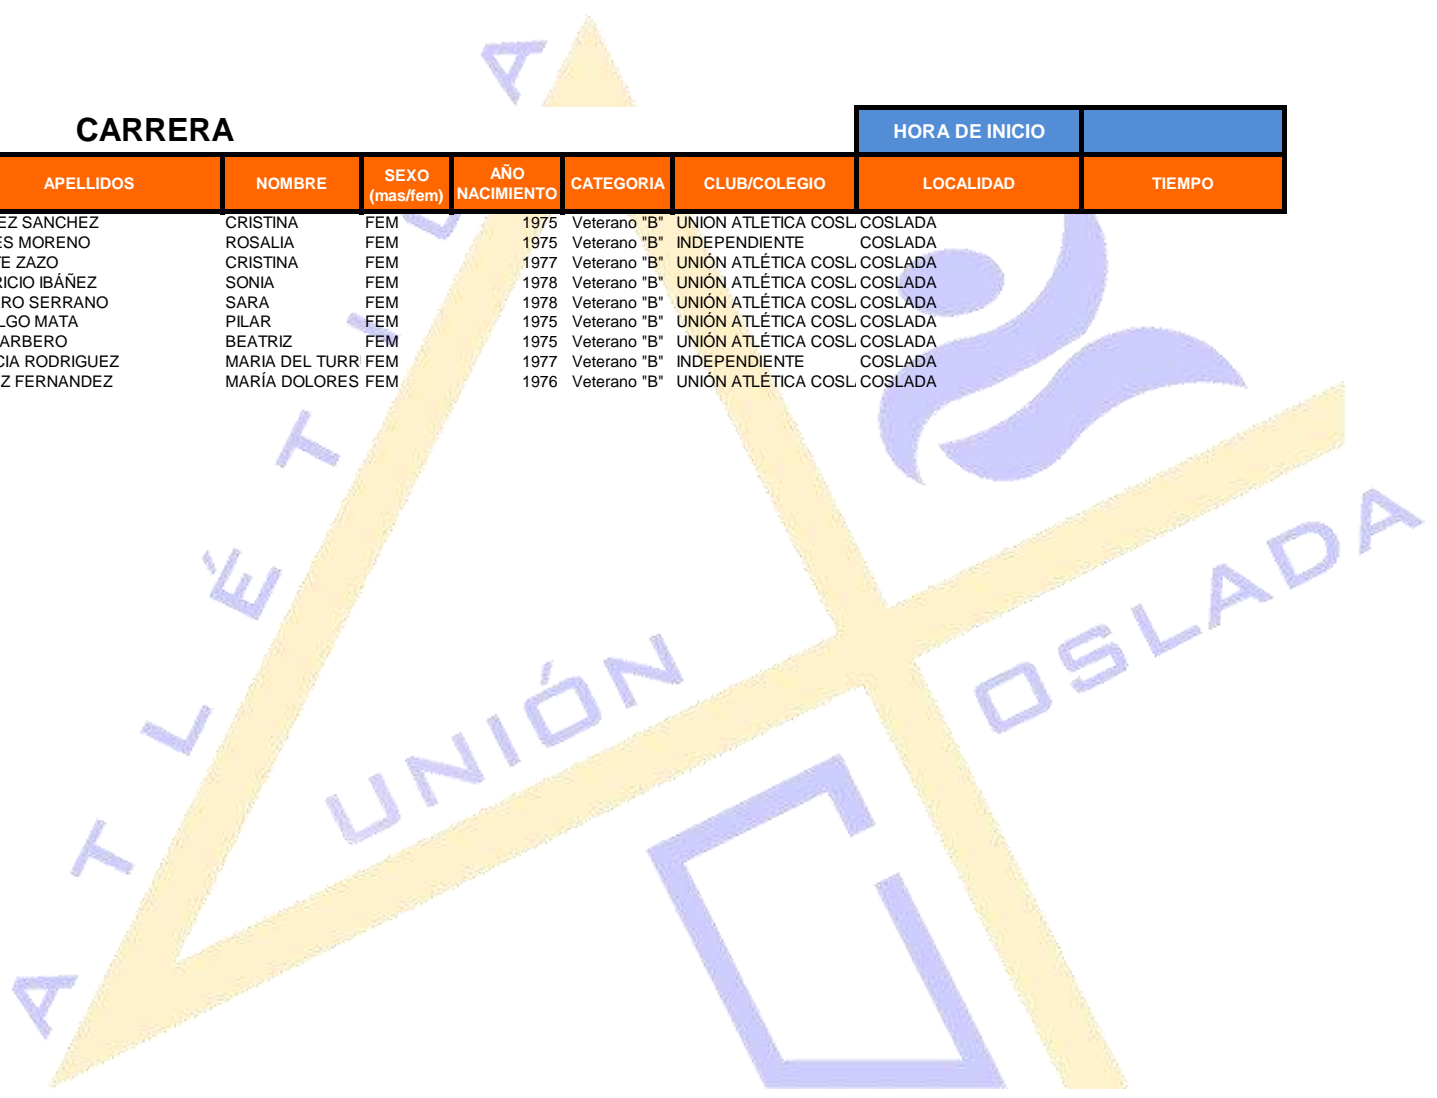 CARRERA HORA DE INICIO
APELLIDOS NOMBRE SEXO (mas/fem) AÑO NACIMIENTO CATEGORIA CLUB/COLEGIO LOCALIDAD TIEMPO
EZ SANCHEZ CRISTINA FEM 1975 Veterano "B" UNION ATLETICA COSL COSLADA
ES MORENO ROSALIA FEM 1975 Veterano "B" INDEPENDIENTE COSLADA
TE ZAZO CRISTINA FEM 1977 Veterano "B" UNIÓN ATLÉTICA COSL COSLADA
RICIO IBÁÑEZ SONIA FEM 1978 Veterano "B" UNIÓN ATLÉTICA COSL COSLADA
RO SERRANO SARA FEM 1978 Veterano "B" UNIÓN ATLÉTICA COSL COSLADA
LGO MATA PILAR FEM 1975 Veterano "B" UNIÓN ATLÉTICA COSL COSLADA
ARBERO BEATRIZ FEM 1975 Veterano "B" UNIÓN ATLÉTICA COSL COSLADA
CIA RODRIGUEZ MARIA DEL TURR FEM 1977 Veterano "B" INDEPENDIENTE COSLADA
Z FERNANDEZ MARÍA DOLORES FEM 1976 Veterano "B" UNIÓN ATLÉTICA COSL COSLADA
UNIÓN
OSLADA